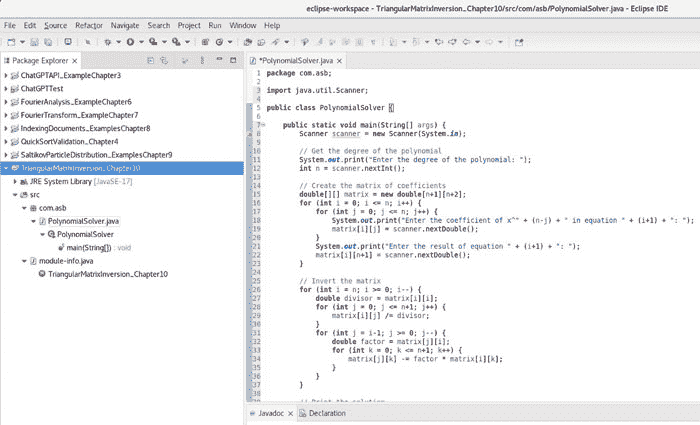 eclipse-workspace - TriangularMatrixInversion_Chapter10/src/com/asb/PolynomialSolver.java - Eclipse IDE
File Edit Source Refactor Navigate Search Project Run Window Help
Package Explorer
ChatGPTAPI_ExampleChapter3
ChatGPTTest
FourierAnalysis_ExampleChapter6
FourierTransform_ExampleChapter7
IndexingDocuments_ExamplesChapter8
QuickSortValidation_Chapter4
SaltikovParticleDistribution_ExamplesChapter9
TriangularMatrixInversion_Chapter10
JRE System Library [JavaSE-17]
src
com.asb
PolynomialSolver.java
PolynomialSolver
main(String[]) : void
module-info.java
TriangularMatrixInversion_Chapter10
*PolynomialSolver.java
1 package com.asb;
2
3 import java.util.Scanner;
4
5 public class PolynomialSolver {
6
7 public static void main(String[] args) {
8 Scanner scanner = new Scanner(System.in);
9
10 // Get the degree of the polynomial
11 System.out.print("Enter the degree of the polynomial: ");
12 int n = scanner.nextInt();
13
14 // Create the matrix of coefficients
15 double[][] matrix = new double[n+1][n+2];
16 for (int i = 0; i <= n; i++) {
17 for (int j = 0; j <= n; j++) {
18 System.out.print("Enter the coefficient of x^" + (n-j) + " in equation " + (i+1) + ": ");
19 matrix[i][j] = scanner.nextDouble();
20 }
21 System.out.print("Enter the result of equation " + (i+1) + ": ");
22 matrix[i][n+1] = scanner.nextDouble();
23 }
24
25 // Invert the matrix
26 for (int i = n; i >= 0; i--) {
27 double divisor = matrix[i][i];
28 for (int j = 0; j <= n+1; j++) {
29 matrix[i][j] /= divisor;
30 }
31 for (int j = i-1; j >= 0; j--) {
32 double factor = matrix[j][i];
33 for (int k = 0; k <= n+1; k++) {
34 matrix[j][k] -= factor * matrix[i][k];
35 }
36 }
37 }
38
Javadoc Declaration